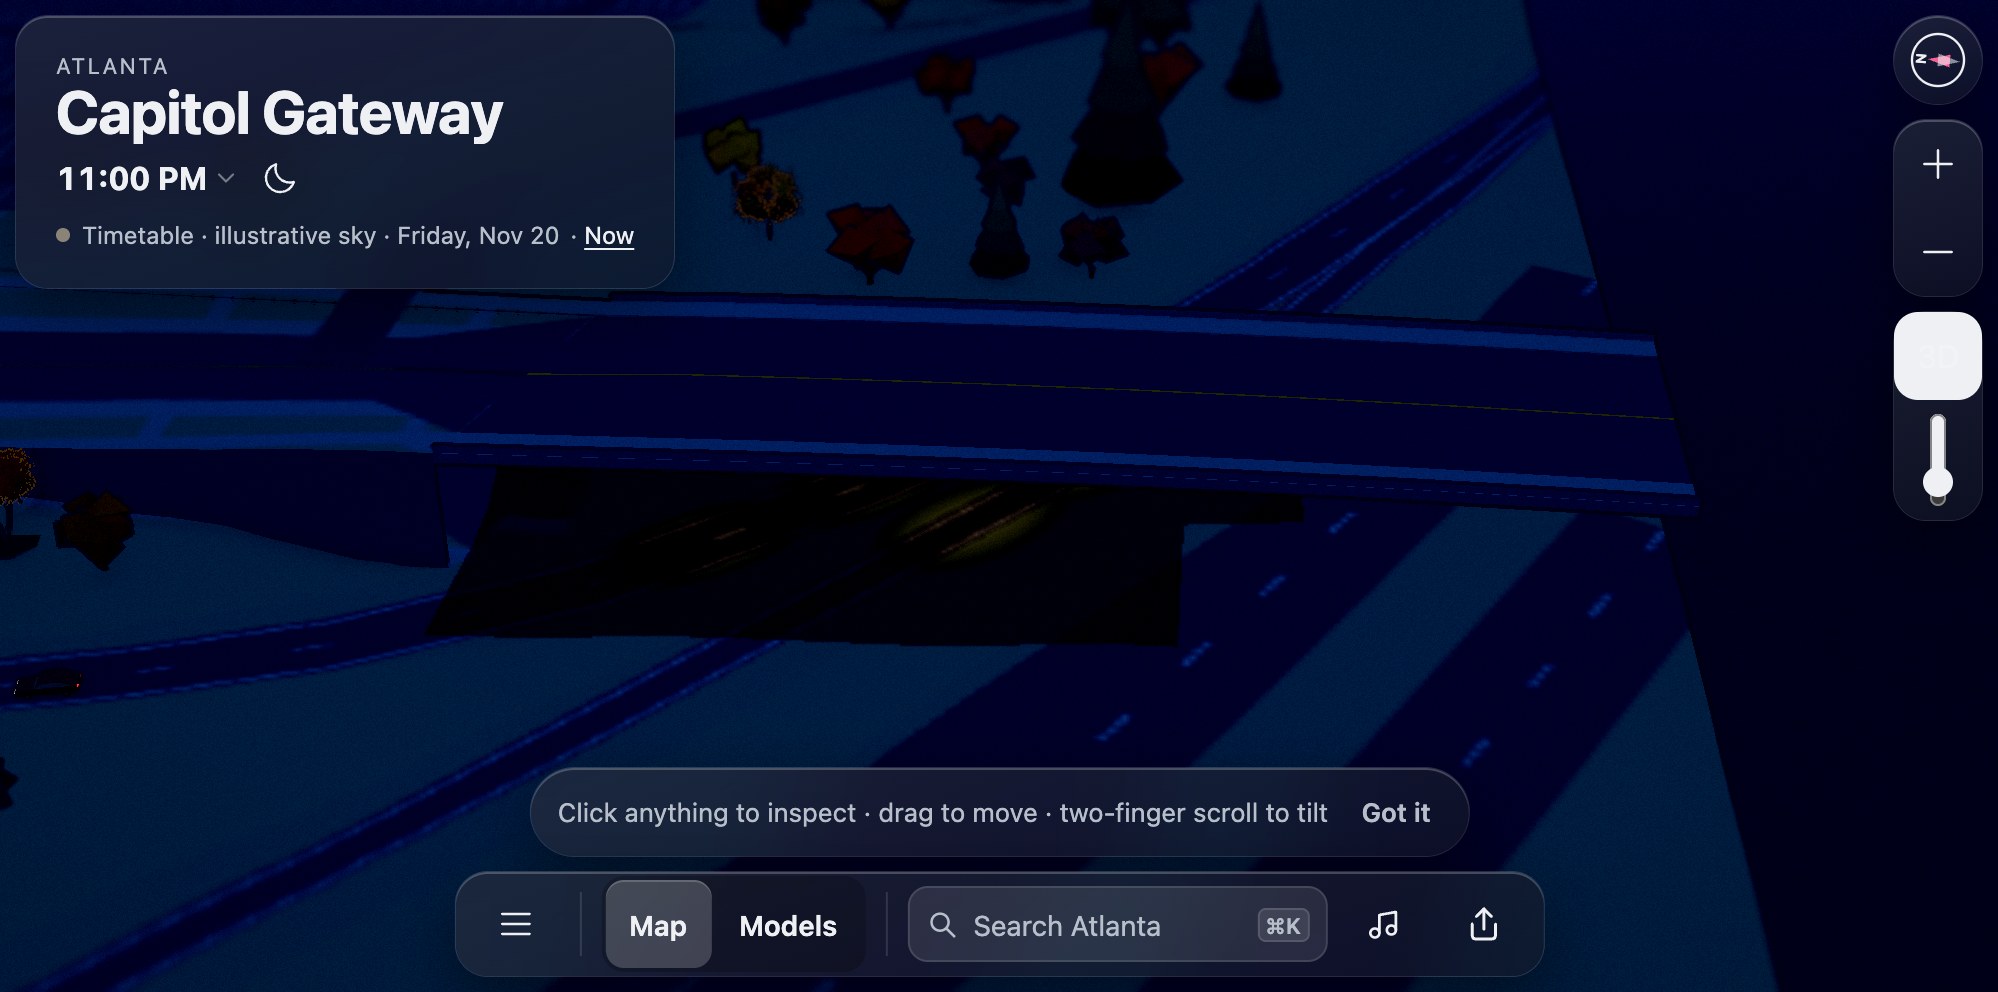 ATLANTA
Capitol Gateway
11:00 PM
Timetable · illustrative sky · Friday, Nov 20 · Now
N
3D
Click anything to inspect · drag to move · two-finger scroll to tilt Got it
Map Models Search Atlanta ⌘K